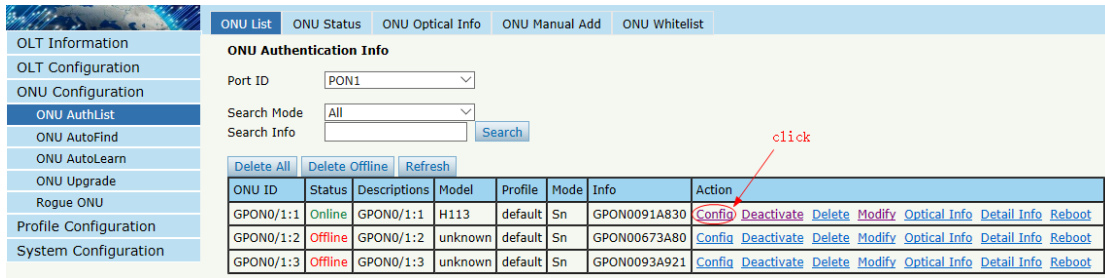 ONU List ONU Status ONU Optical Info ONU Manual Add ONU Whitelist
OLT Information
OLT Configuration
ONU Configuration
ONU AuthList
ONU AutoFind
ONU AutoLearn
ONU Upgrade
Rogue ONU
Profile Configuration
System Configuration
ONU Authentication Info
Port ID PON1
Search Mode All
Search Info Search
click
Delete All Delete Offline Refresh
ONU ID Status Descriptions Model Profile Mode Info Action
GPON0/1:1 Online GPON0/1:1 H113 default Sn GPON0091A830 Config Deactivate Delete Modify Optical Info Detail Info Reboot
GPON0/1:2 Offline GPON0/1:2 unknown default Sn GPON00673A80 Config Deactivate Delete Modify Optical Info Detail Info Reboot
GPON0/1:3 Offline GPON0/1:3 unknown default Sn GPON0093A921 Config Deactivate Delete Modify Optical Info Detail Info Reboot